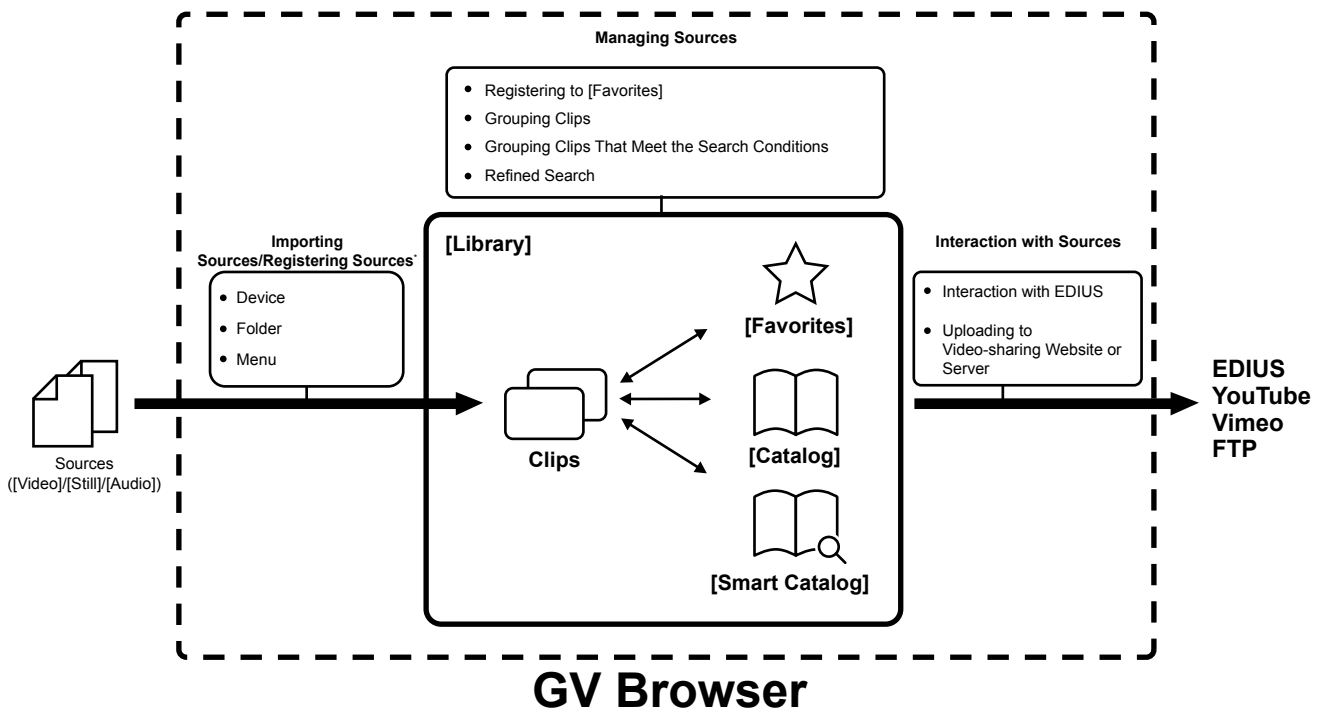 Managing Sources
• Registering to [Favorites]
• Grouping Clips
• Grouping Clips That Meet the Search Conditions
• Refined Search
Importing
Sources/Registering Sources*
• Device
• Folder
• Menu
Sources
([Video]/[Still]/[Audio])
[Library]
Clips
[Favorites]
[Catalog]
[Smart Catalog]
Interaction with Sources
• Interaction with EDIUS
• Uploading to
Video-sharing Website or
Server
EDIUS
YouTube
Vimeo
FTP
GV Browser